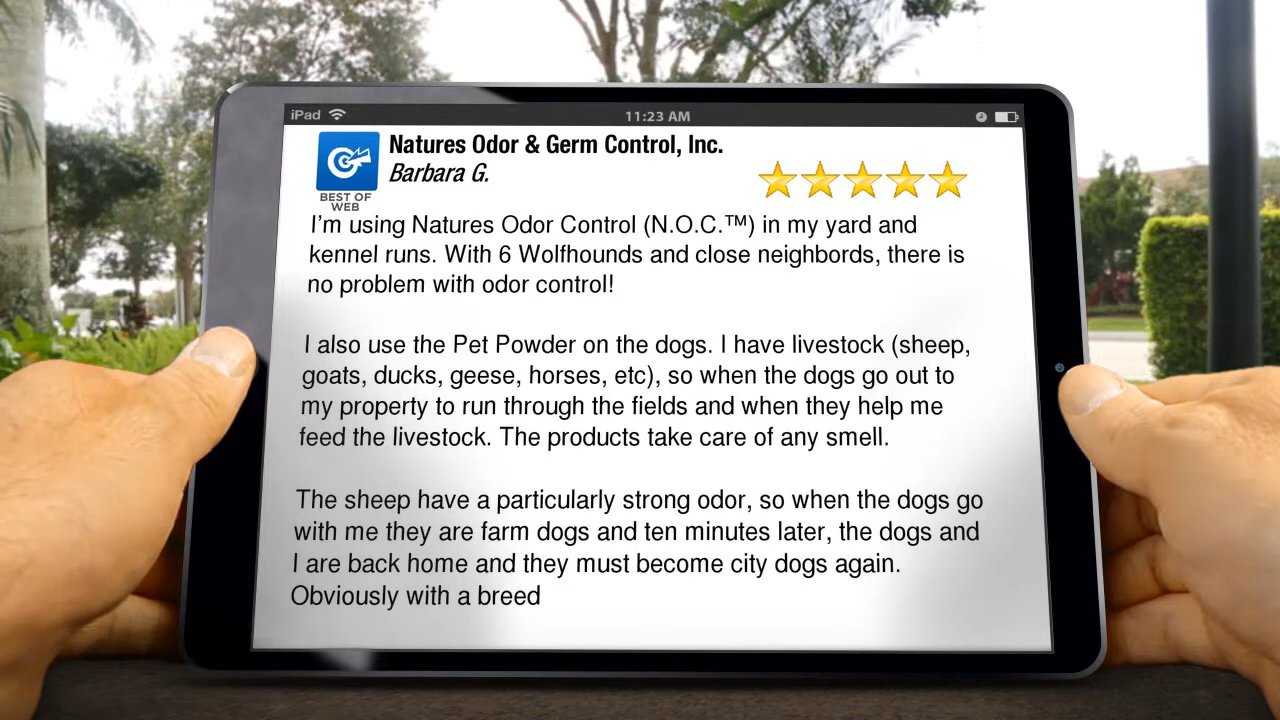 iPad 11:23 AM
Natures Odor & Germ Control, Inc.
Barbara G.
BEST OF
WEB
I'm using Natures Odor Control (N.O.C.™) in my yard and
kennel runs. With 6 Wolfhounds and close neighbors, there is
no problem with odor control!
I also use the Pet Powder on the dogs. I have livestock (sheep,
goats, ducks, geese, horses, etc), so when the dogs go out to
my property to run through the fields and when they help me
feed the livestock. The products take care of any smell.
The sheep have a particularly strong odor, so when the dogs go
with me they are farm dogs and ten minutes later, the dogs and
I are back home and they must become city dogs again.
Obviously with a breed